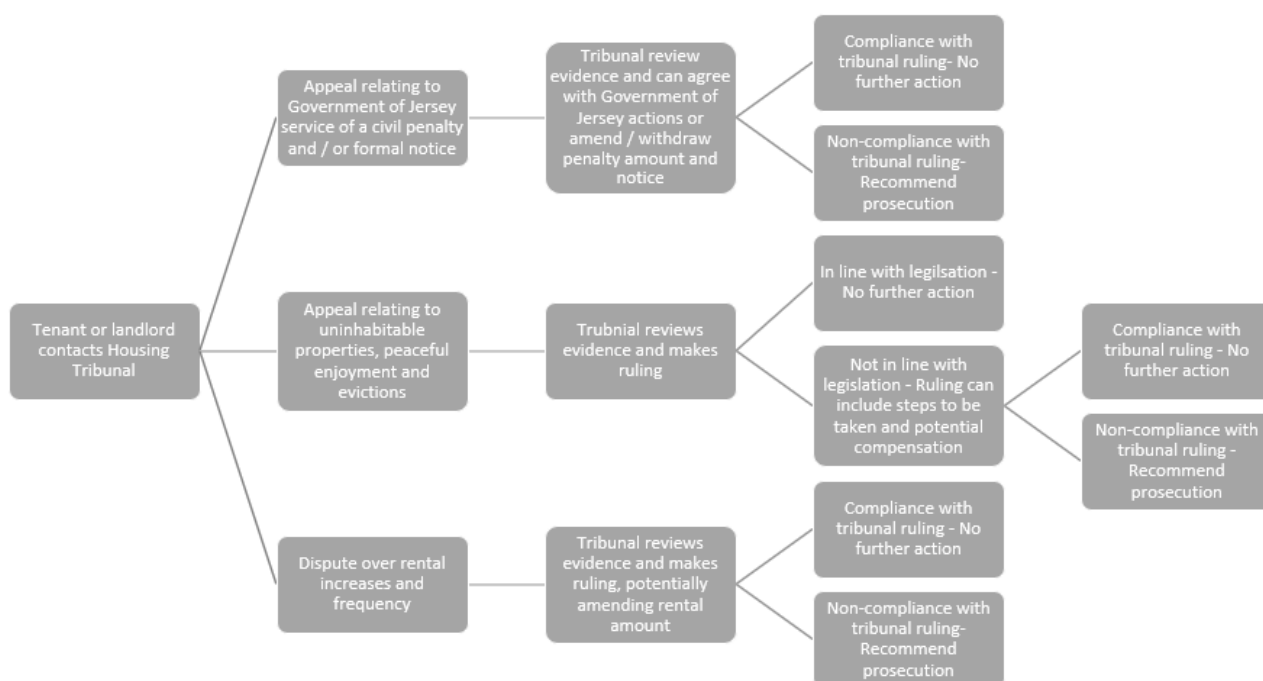 Tenant or landlord
contacts Housing
Tribunal
Appeal relating to
Government of Jersey
service of a civil penalty
and / or formal notice
Tribunal review
evidence and can agree
with Government of
Jersey actions or
amend / withdraw
penalty amount and
notice
Compliance with
tribunal ruling- No
further action
Non-compliance with
tribunal ruling-
Recommend
prosecution
Appeal relating to
uninhabitable
properties, peaceful
enjoyment and
evictions
Trubnial reviews
evidence and makes
ruling
In line with legilsation -
No further action
Not in line with
legislation - Ruling can
include steps to be
taken and potential
compensation
Compliance with
tribunal ruling - No
further action
Non-compliance with
tribunal ruling -
Recommend
prosecution
Dispute over rental
increases and
frequency
Tribunal reviews
evidence and makes
ruling, potentially
amending rental
amount
Compliance with
tribunal ruling - No
further action
Non-compliance with
tribunal ruling-
Recommend
prosecution